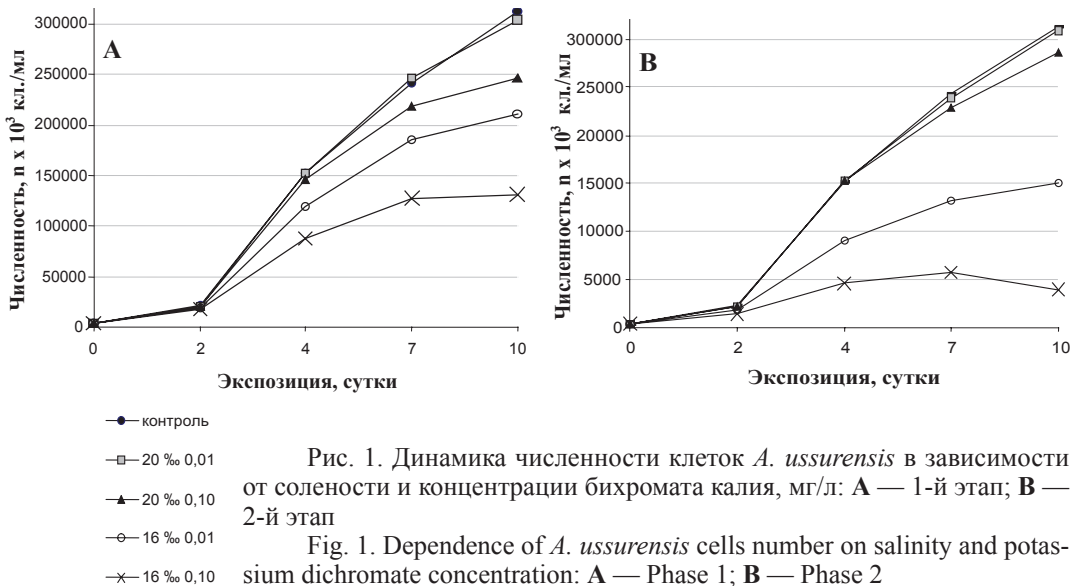 300000
250000
200000
150000
100000
50000
0
Численность, n x 10³ кл./мл
A
0 2 4 7 10
Экспозиция, сутки
300000
25000
20000
15000
10000
5000
0
Численность, n x 10³ кл./мл
B
0 2 4 7 10
Экспозиция, сутки
контроль
20 ‰ 0,01
20 ‰ 0,10
16 ‰ 0,01
16 ‰ 0,10
Рис. 1. Динамика численности клеток A. ussurensis в зависимости
от солености и концентрации бихромата калия, мг/л: A — 1-й этап; B —
2-й этап
Fig. 1. Dependence of A. ussurensis cells number on salinity and potas-
sium dichromate concentration: A — Phase 1; B — Phase 2